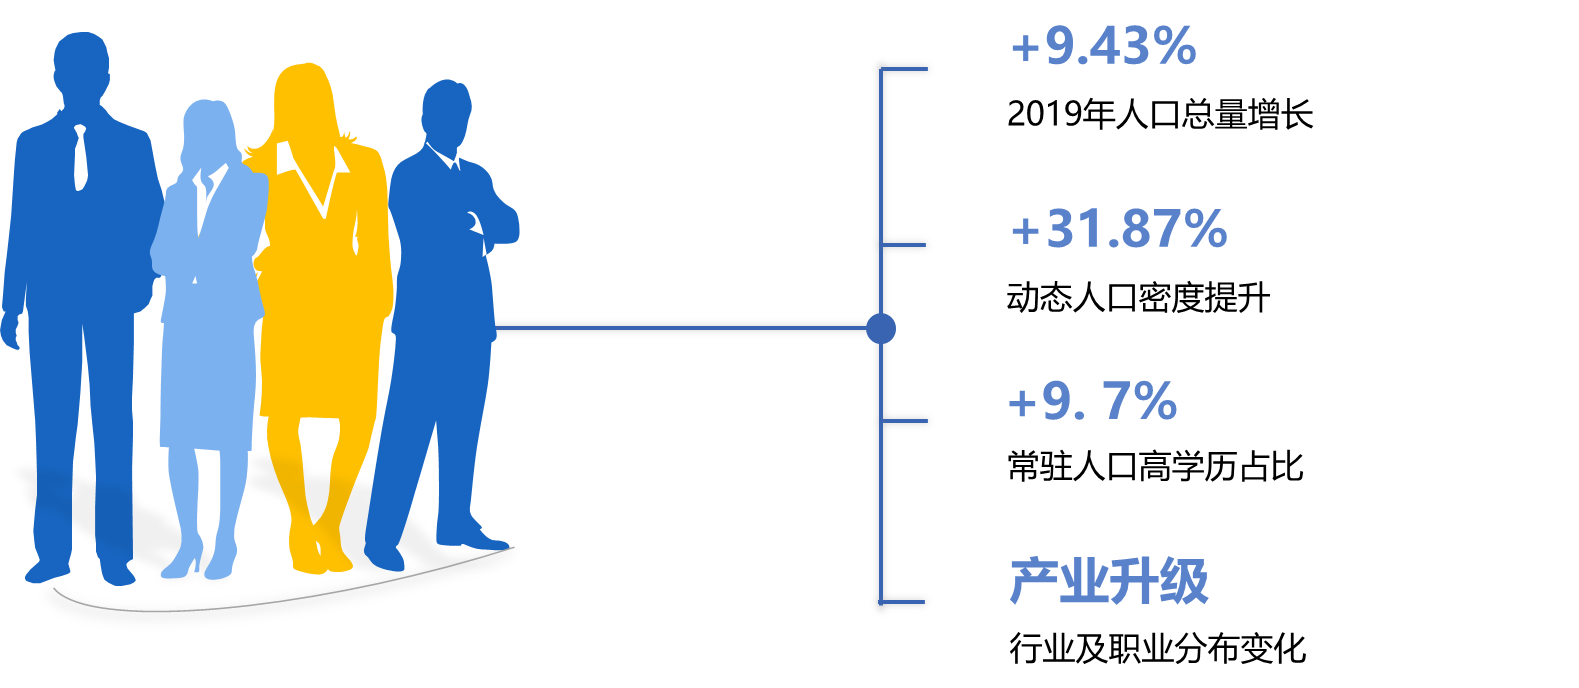 +9.43%
2019年人口总量增长
+31.87%
动态人口密度提升
+9. 7%
常驻人口高学历占比
产业升级
行业及职业分布变化